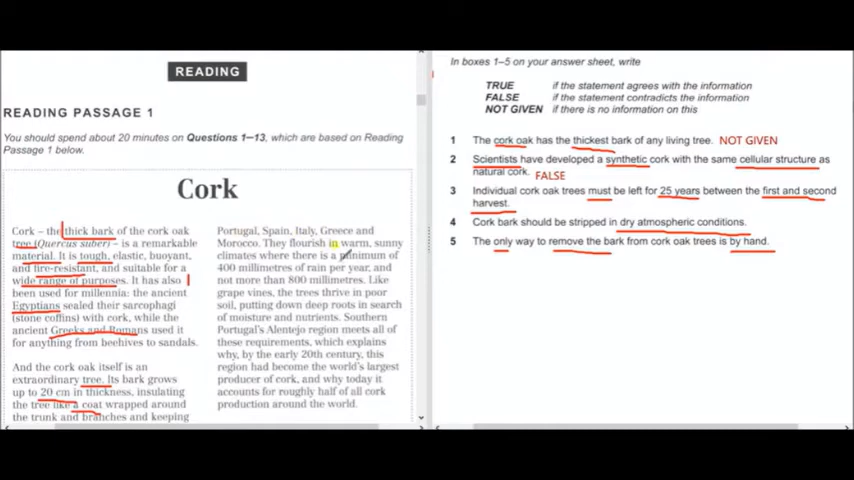 READING
READING PASSAGE 1
You should spend about 20 minutes on Questions 1–13, which are based on Reading
Passage 1 below.
Cork
Cork – the thick bark of the cork oak
tree (Quercus suber) – is a remarkable
material. It is tough, elastic, buoyant,
and fire-resistant, and suitable for a
wide range of purposes. It has also
been used for millennia: the ancient
Egyptians sealed their sarcophagi
(stone coffins) with cork, while the
ancient Greeks and Romans used it
for anything from beehives to sandals.
And the cork oak itself is an
extraordinary tree. Its bark grows
up to 20 cm in thickness, insulating
the tree like a coat wrapped around
the trunk and branches and keeping
Portugal, Spain, Italy, Greece and
Morocco. They flourish in warm, sunny
climates where there is a minimum of
400 millimetres of rain per year, and
not more than 800 millimetres. Like
grape vines, the trees thrive in poor
soil, putting down deep roots in search
of moisture and nutrients. Southern
Portugal's Alentejo region meets all of
these requirements, which explains
why, by the early 20th century, this
region had become the world's largest
producer of cork, and why today it
accounts for roughly half of all cork
production around the world.
In boxes 1–5 on your answer sheet, write
TRUE if the statement agrees with the information
FALSE if the statement contradicts the information
NOT GIVEN if there is no information on this
1 The cork oak has the thickest bark of any living tree. NOT GIVEN
2 Scientists have developed a synthetic cork with the same cellular structure as
natural cork. FALSE
3 Individual cork oak trees must be left for 25 years between the first and second
harvest.
4 Cork bark should be stripped in dry atmospheric conditions.
5 The only way to remove the bark from cork oak trees is by hand.